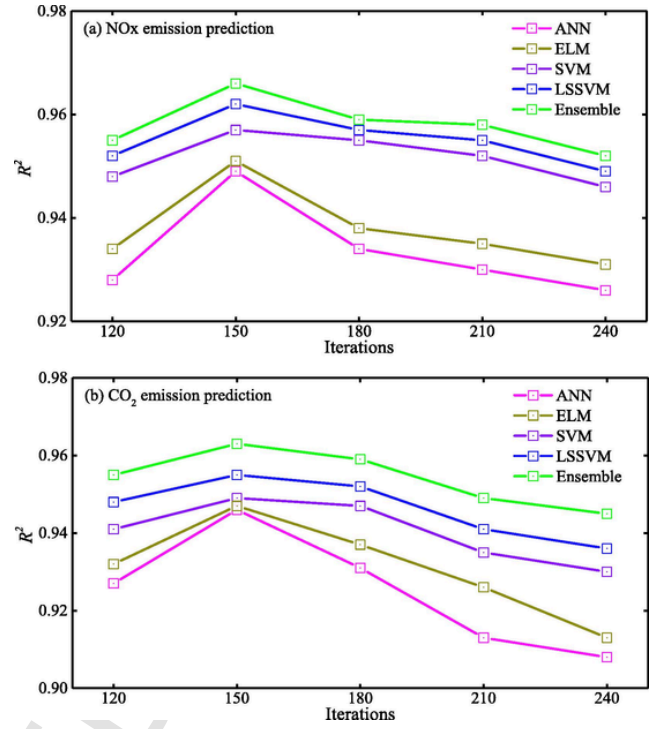 0.98
(a) NOx emission prediction
ANN
ELM
SVM
LSSVM
Ensemble
0.96
R²
0.94
0.92
120 150 180 210 240
Iterations
0.98
(b) CO₂ emission prediction
ANN
ELM
SVM
LSSVM
Ensemble
0.96
0.94
R²
0.92
0.90
120 150 180 210 240
Iterations